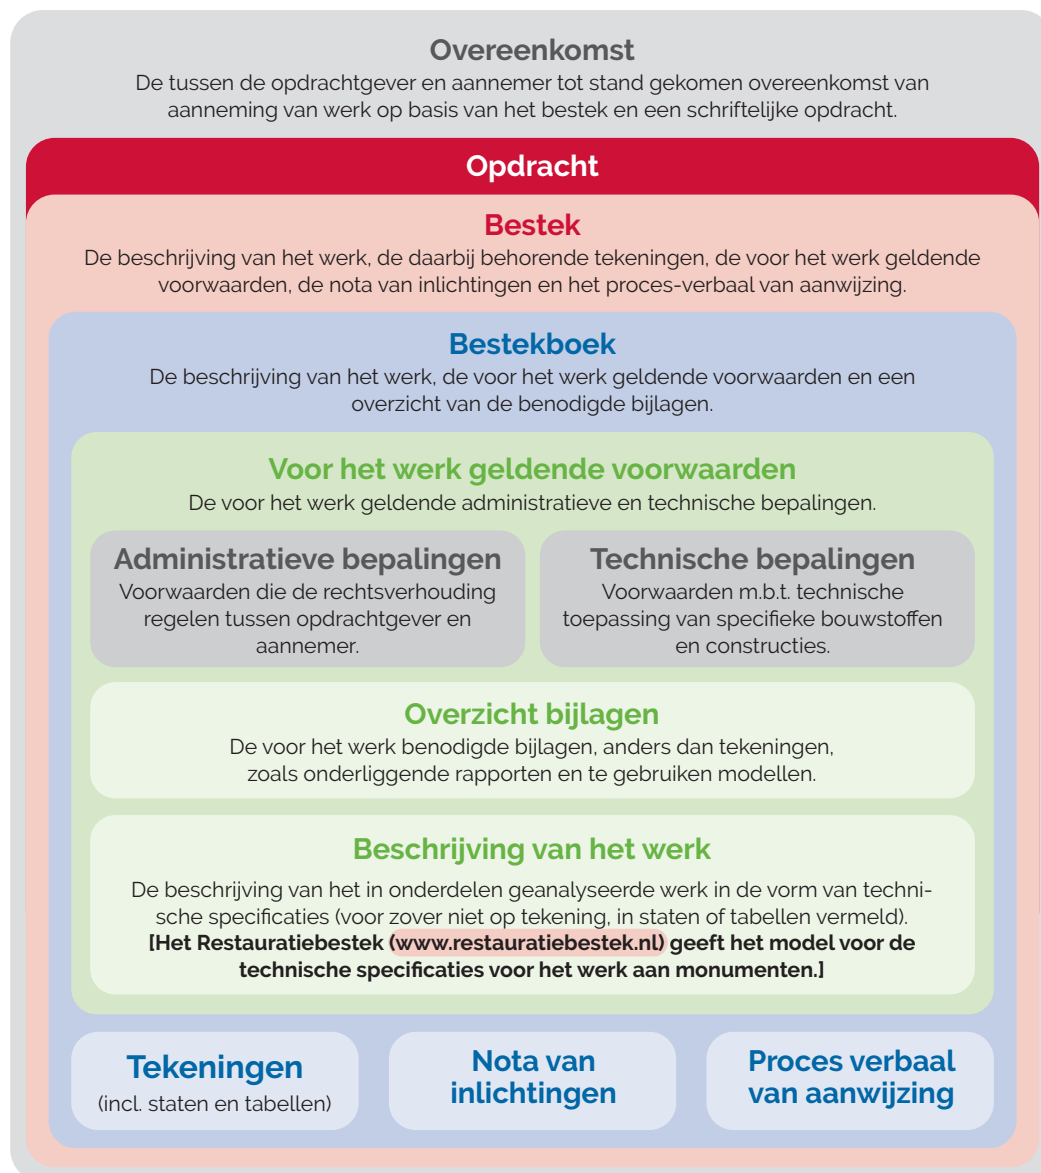 Overeenkomst
De tussen de opdrachtgever en aannemer tot stand gekomen overeenkomst van
aanneming van werk op basis van het bestek en een schriftelijke opdracht.
Opdracht
Bestek
De beschrijving van het werk, de daarbij behorende tekeningen, de voor het werk geldende
voorwaarden, de nota van inlichtingen en het proces-verbaal van aanwijzing.
Bestekboek
De beschrijving van het werk, de voor het werk geldende voorwaarden en een
overzicht van de benodigde bijlagen.
Voor het werk geldende voorwaarden
De voor het werk geldende administratieve en technische bepalingen.
Administratieve bepalingen
Voorwaarden die de rechtsverhouding
regelen tussen opdrachtgever en
aannemer.
Technische bepalingen
Voorwaarden m.b.t. technische
toepassing van specifieke bouwstoffen
en constructies.
Overzicht bijlagen
De voor het werk benodigde bijlagen, anders dan tekeningen,
zoals onderliggende rapporten en te gebruiken modellen.
Beschrijving van het werk
De beschrijving van het in onderdelen geanalyseerde werk in de vorm van techni-
sche specificaties (voor zover niet op tekening, in staten of tabellen vermeld).
[Het Restauratiebestek (www.restauratiebestek.nl) geeft het model voor de
technische specificaties voor het werk aan monumenten.]
Tekeningen
(incl. staten en tabellen)
Nota van
inlichtingen
Proces verbaal
van aanwijzing